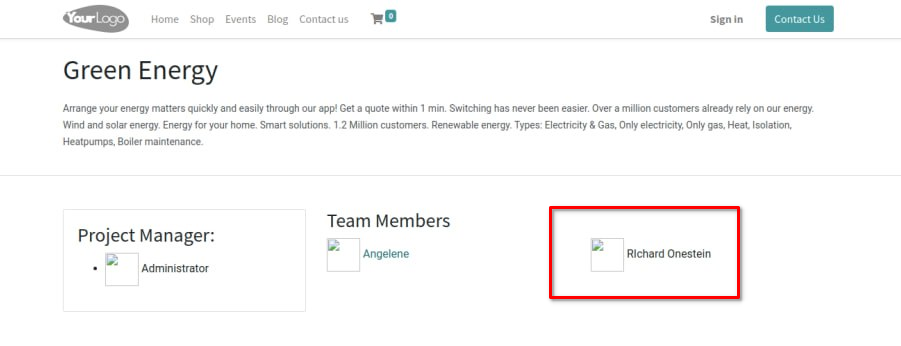 YourLogo Home Shop Events Blog Contact us 0 Sign in Contact Us
Green Energy
Arrange your energy matters quickly and easily through our app! Get a quote within 1 min. Switching has never been easier. Over a million customers already rely on our energy.
Wind and solar energy. Energy for your home. Smart solutions. 1.2 Million customers. Renewable energy. Types: Electricity & Gas, Only electricity, Only gas, Heat, Isolation,
Heatpumps, Boiler maintenance.
Project Manager:
Administrator
Team Members
Angelene
RIchard Onestein